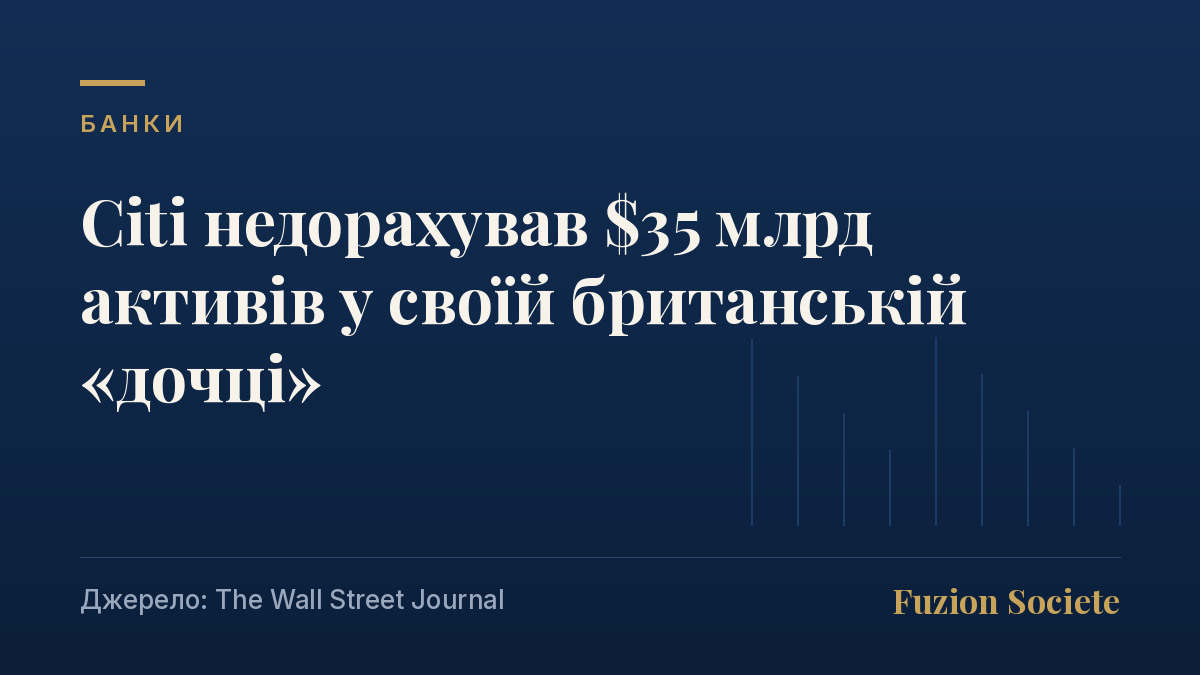 БАНКИ
Citi недорахував $35 млрд
активів у своїй британській
«дочці»
Джерело: The Wall Street Journal
Fuzion Societe